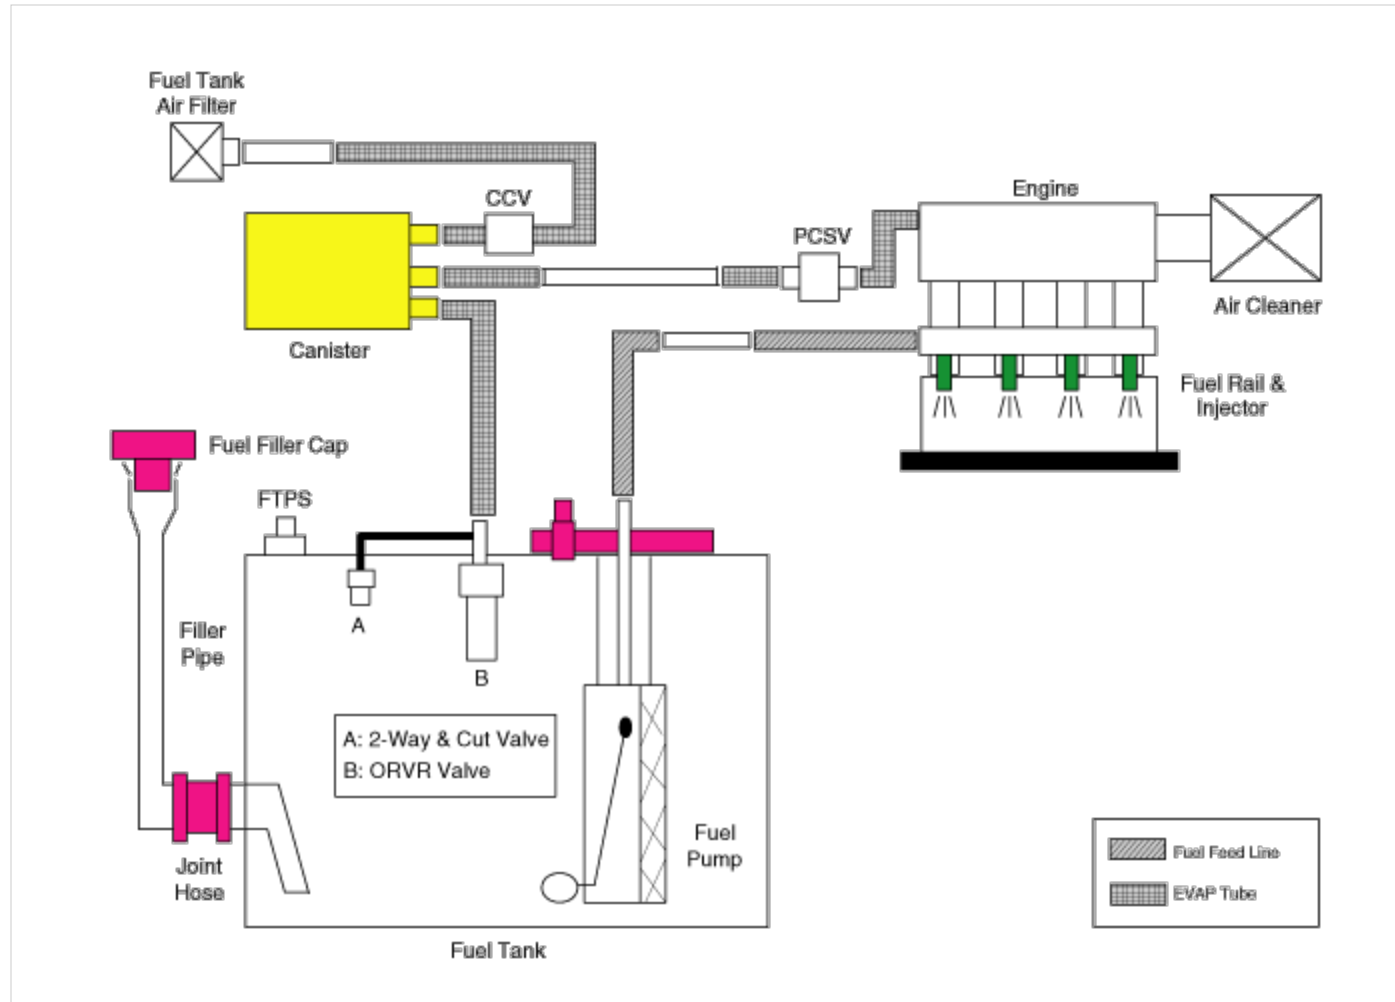 Fuel Tank
Air Filter
CCV
Engine
PCSV
Air Cleaner
Canister
Fuel Rail &
Injector
Fuel Filler Cap
FTPS
Filler
Pipe
A
B
A: 2-Way & Cut Valve
B: ORVR Valve
Fuel
Pump
Joint
Hose
Fuel Feed Line
EVAP Tube
Fuel Tank